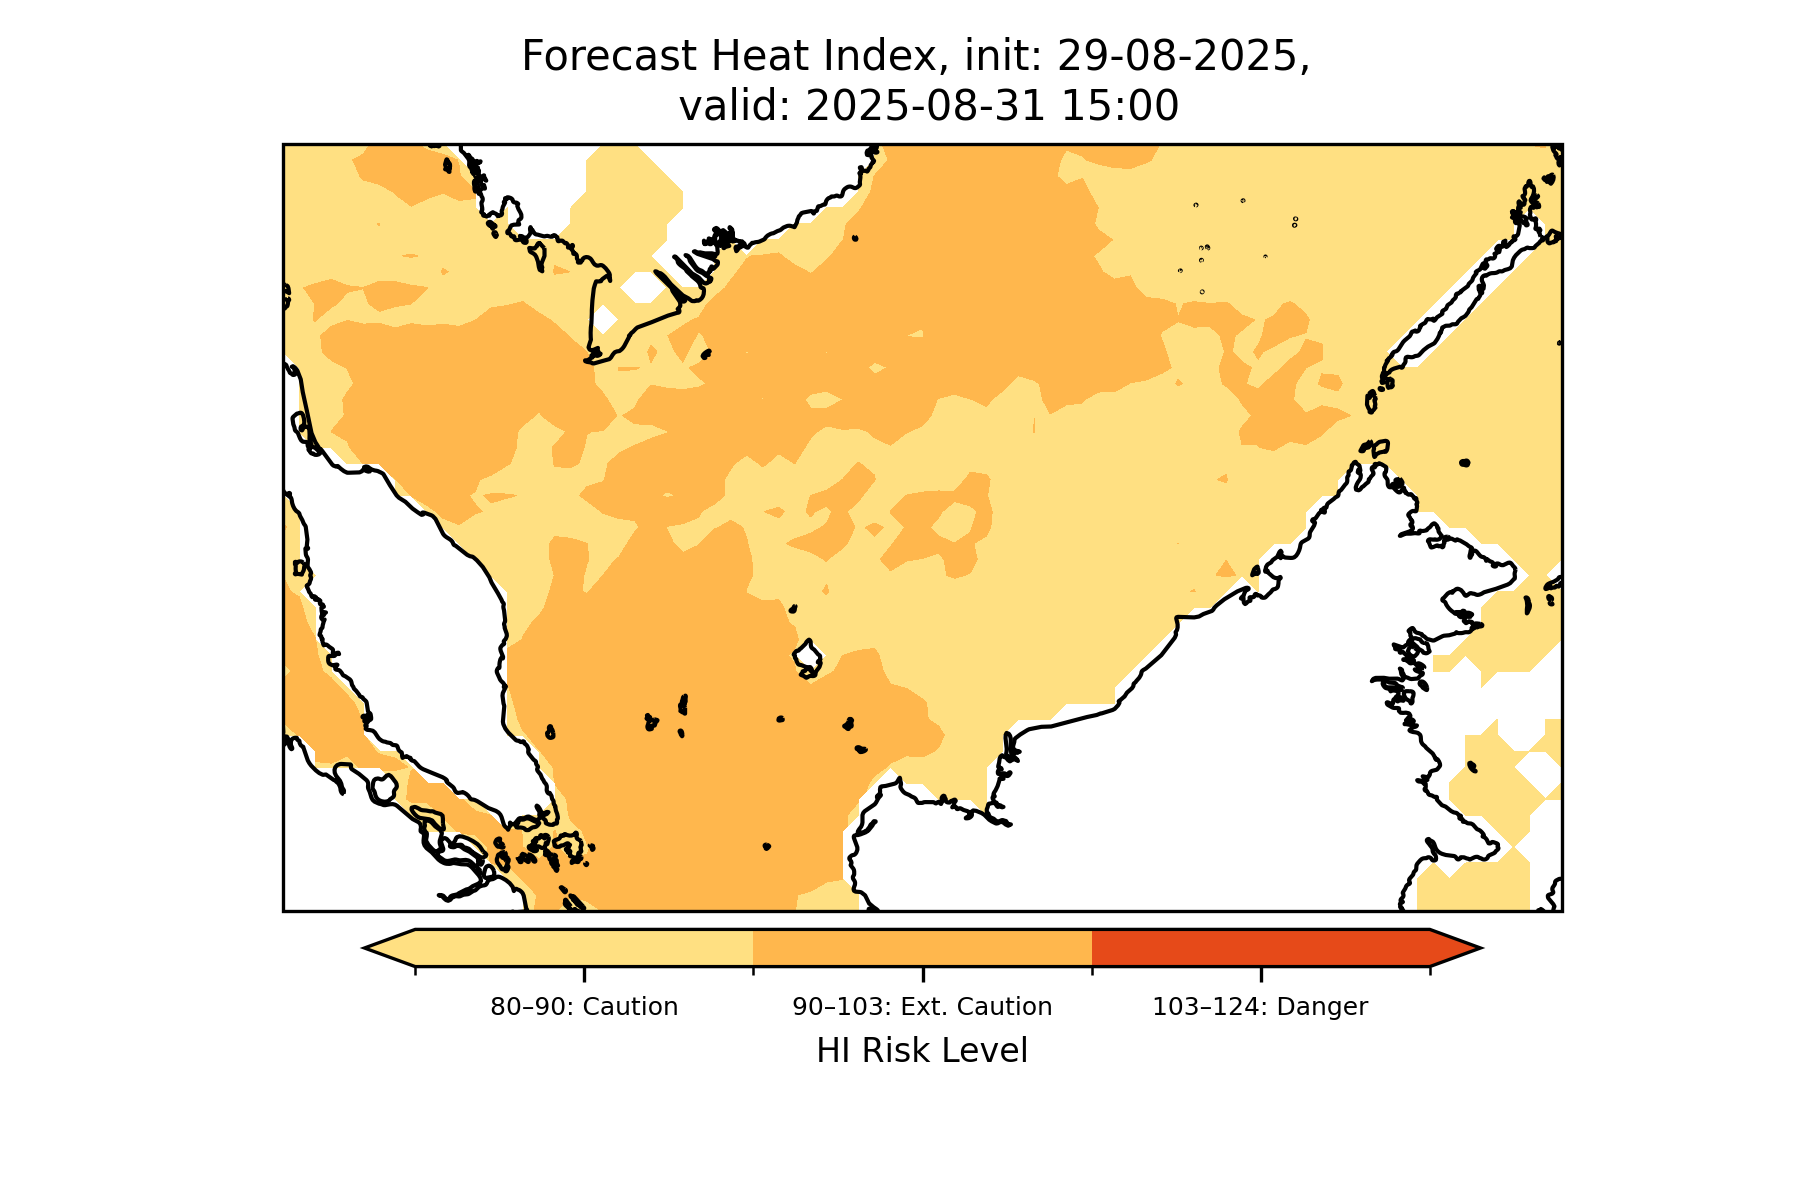 Forecast Heat Index, init: 29-08-2025,
valid: 2025-08-31 15:00
80–90: Caution
90–103: Ext. Caution
103–124: Danger
HI Risk Level